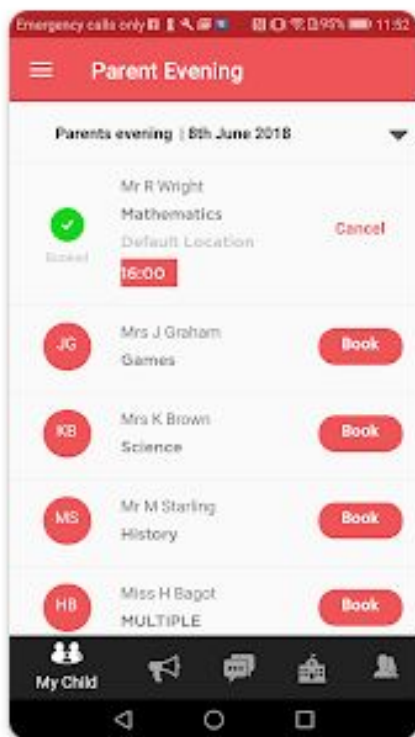 Emergency calls only 95% 11:52
Parent Evening
Parents evening | 8th June 2018
Mr R Wright
Mathematics
Default Location
Booked
16:00
Cancel
JG
Mrs J Graham
Games
Book
KB
Mrs K Brown
Science
Book
MS
Mr M Starling
History
Book
HB
Miss H Bagot
MULTIPLE
Book
My Child